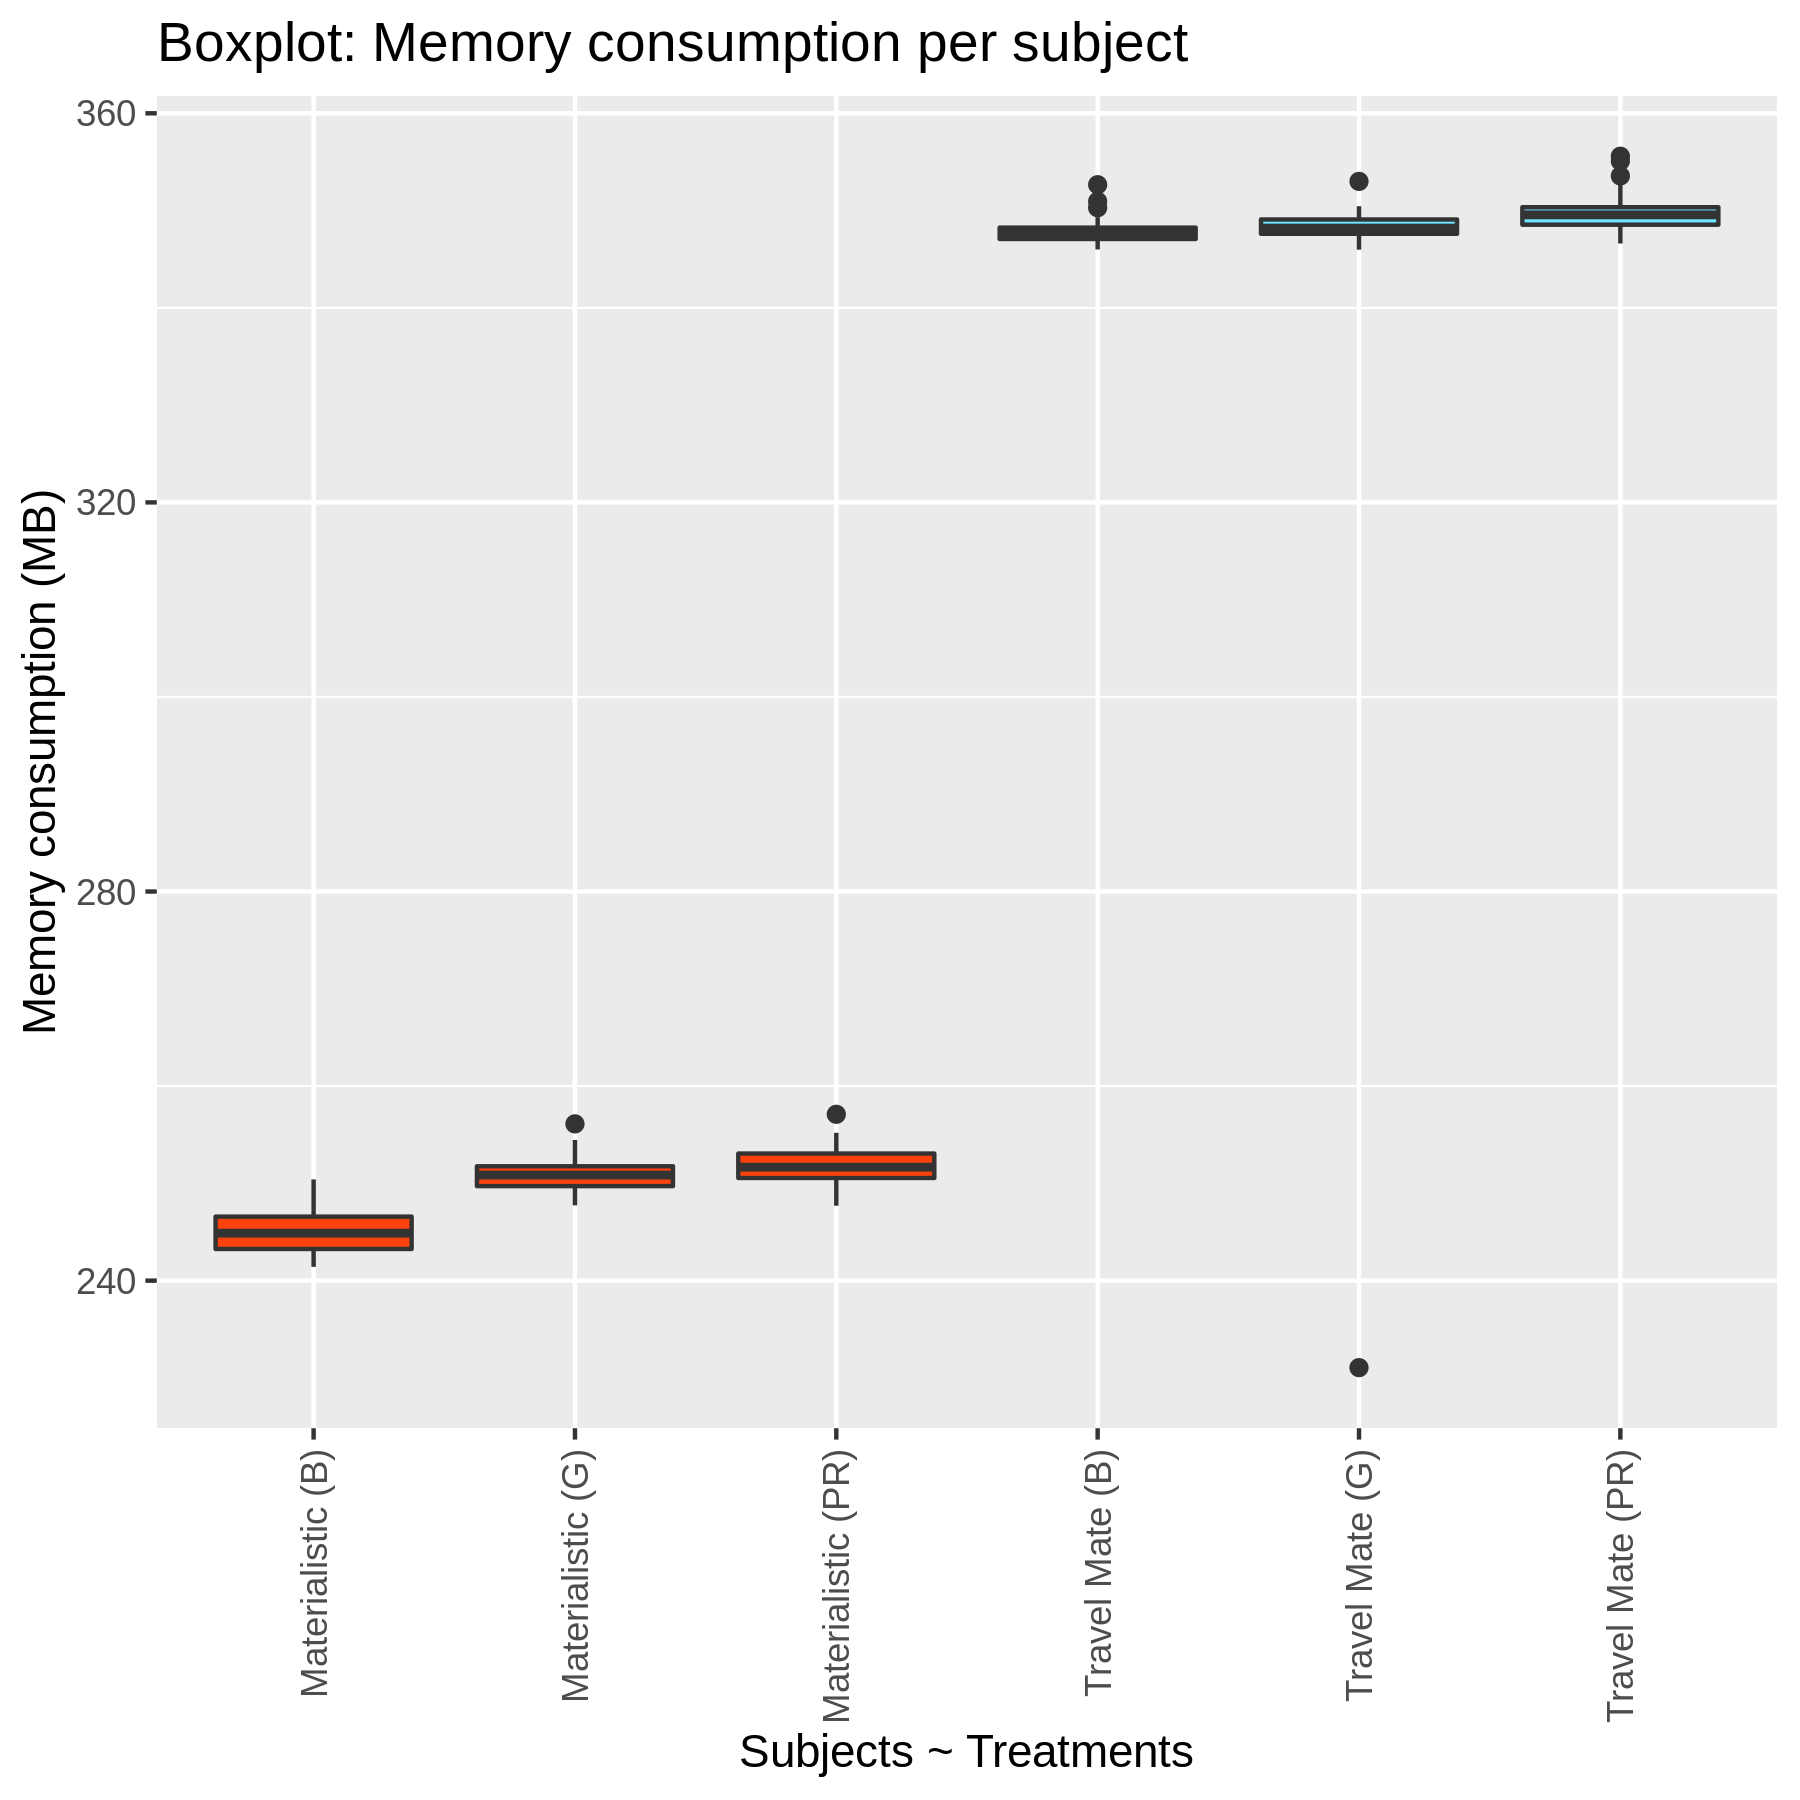 Boxplot: Memory consumption per subject
Memory consumption (MB)
360
320
280
240
Materialistic (B)
Materialistic (G)
Materialistic (PR)
Travel Mate (B)
Travel Mate (G)
Travel Mate (PR)
Subjects ~ Treatments